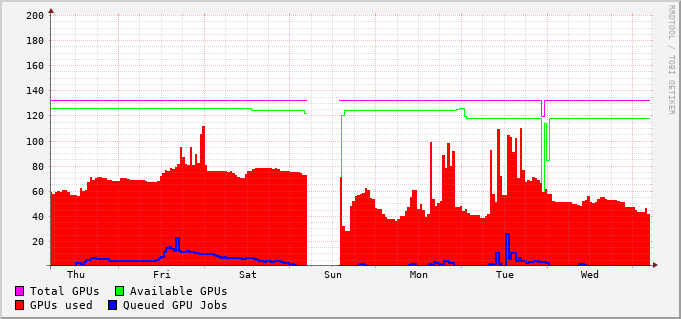 200
180
160
140
120
100
80
60
40
20
Thu Fri Sat Sun Mon Tue Wed
Total GPUs Available GPUs
GPUs used Queued GPU Jobs
RRDTOOL / TOBI OETIKER